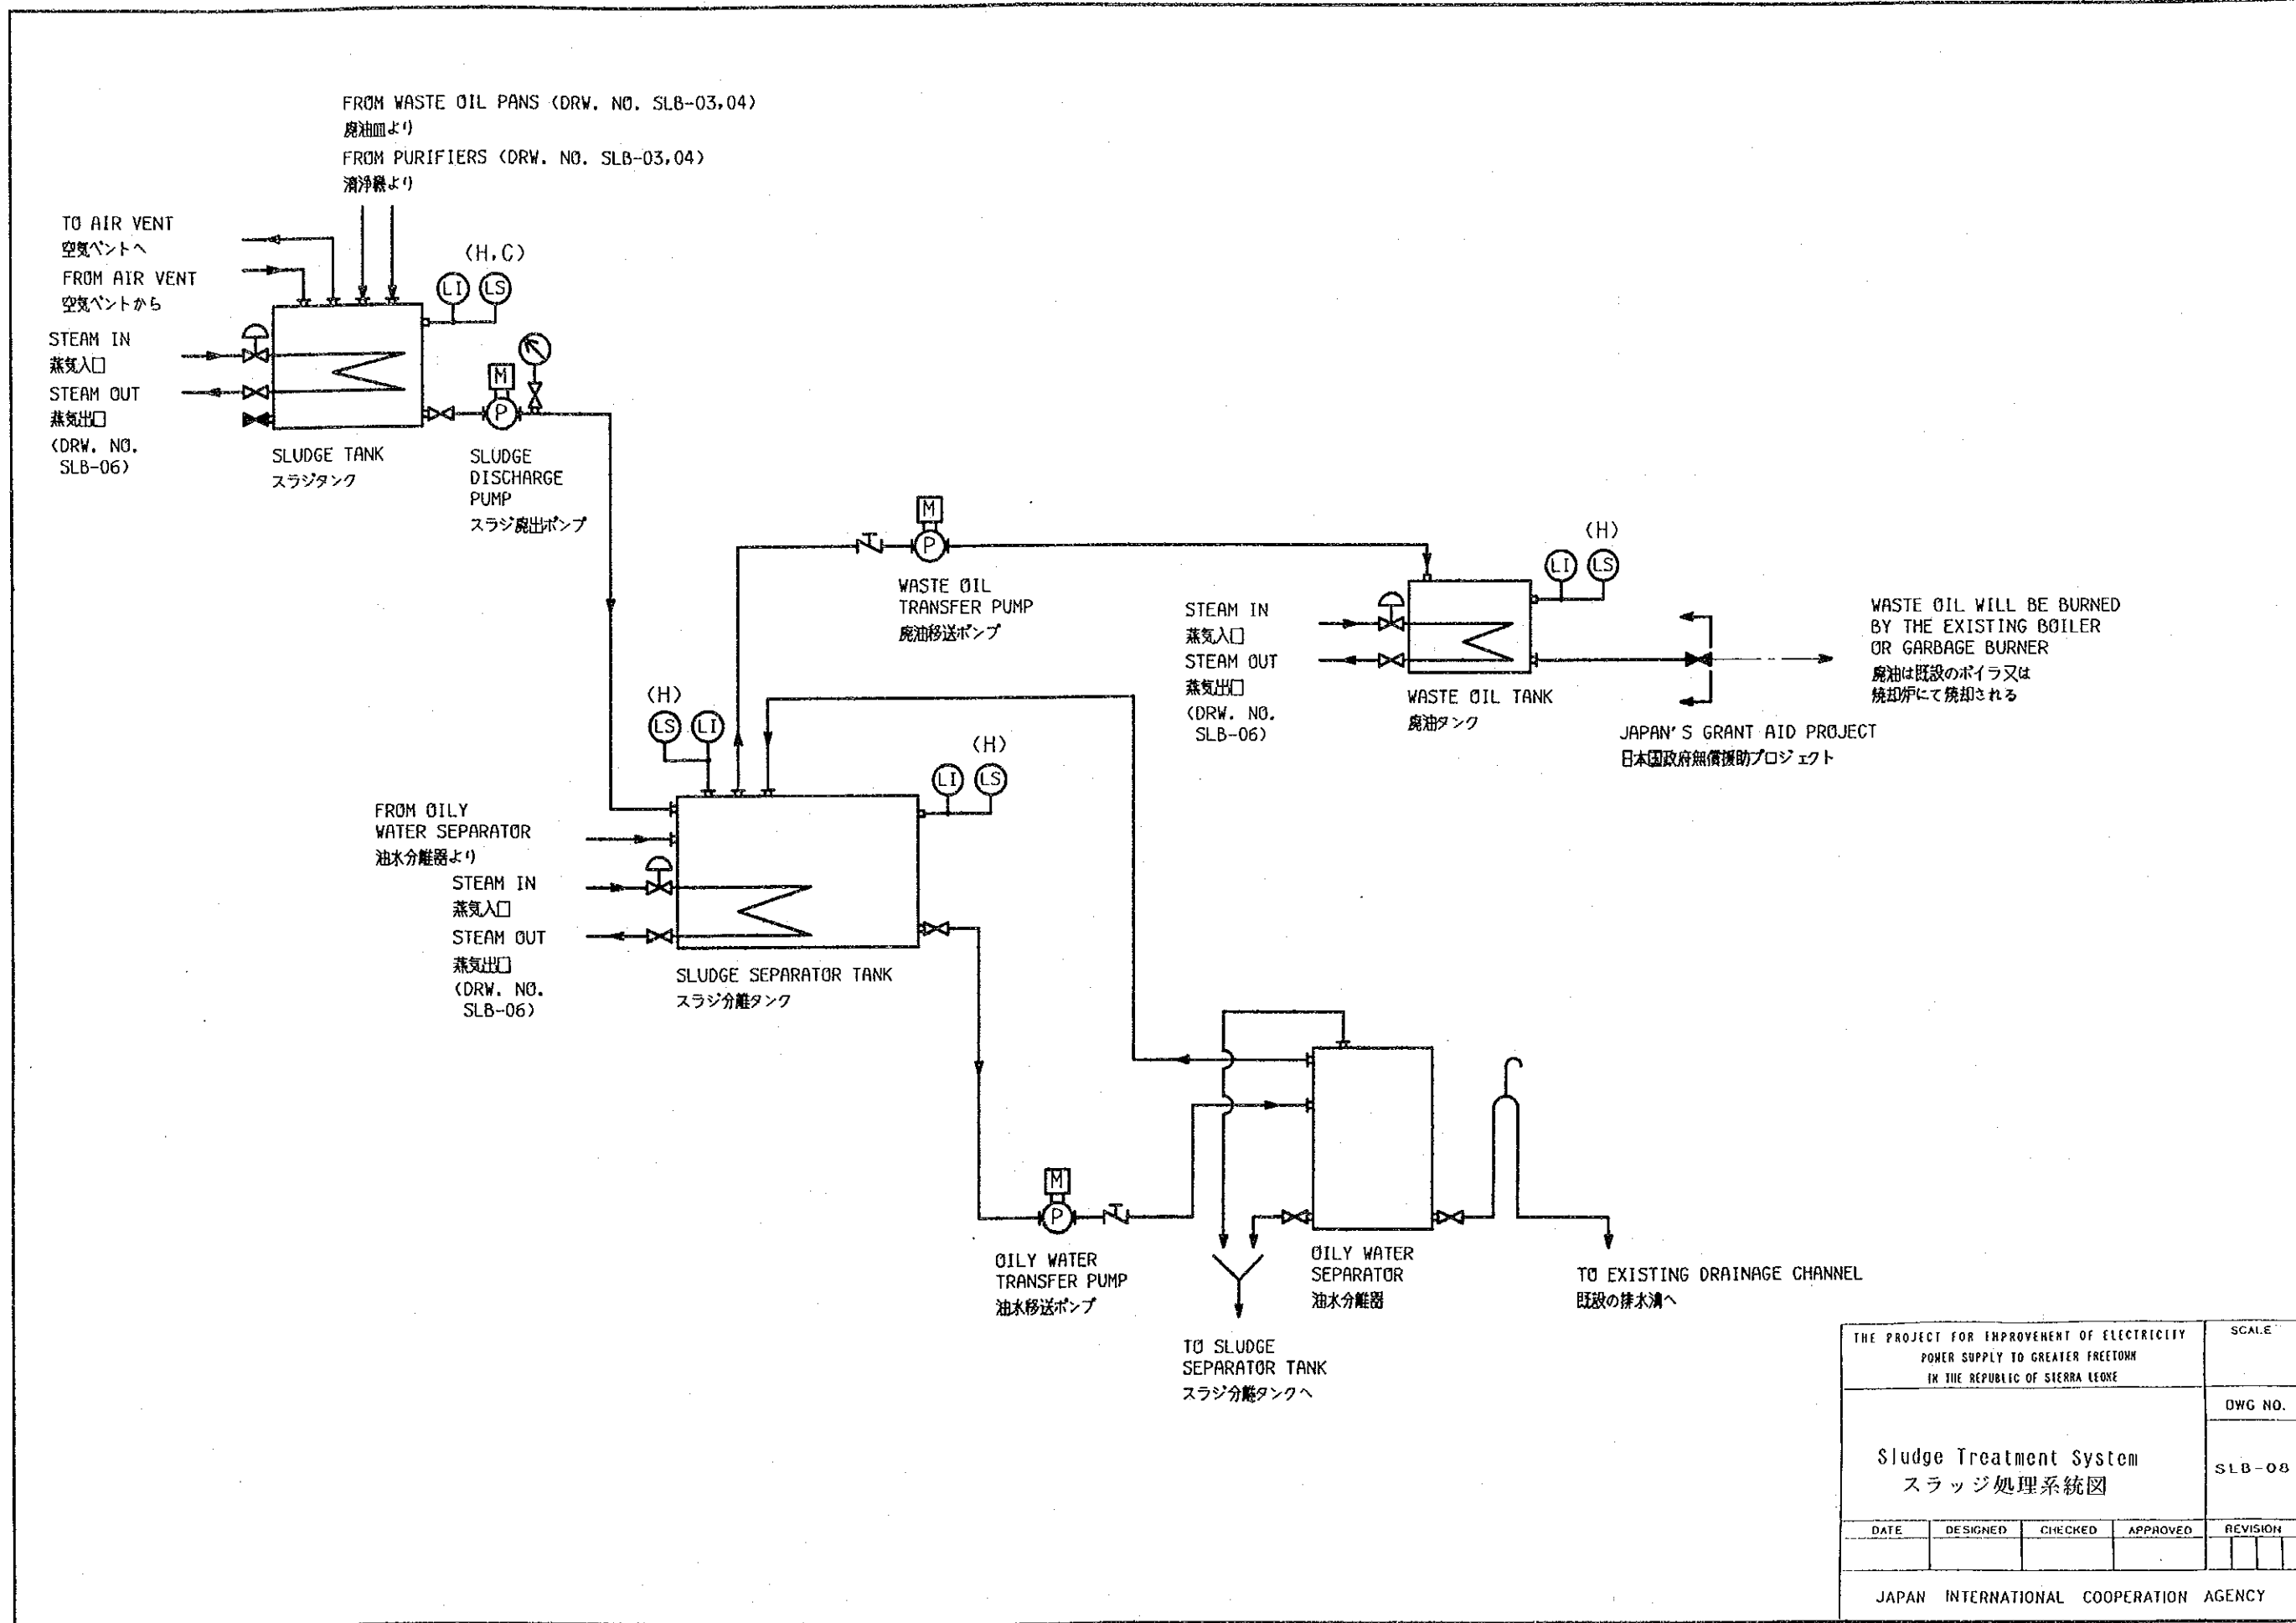 FROM WASTE OIL PANS (DRW. NO. SLB-03,04)
廃油皿より
FROM PURIFIERS (DRW. NO. SLB-03,04)
清浄機より
TO AIR VENT
空気ベントへ
FROM AIR VENT
空気ベントから
(H,C)
LI
LS
STEAM IN
蒸気入口
STEAM OUT
蒸気出口
(DRW. NO.
SLB-06)
M
P
SLUDGE TANK
スラジタンク
SLUDGE
DISCHARGE
PUMP
スラジ廃出ポンプ
M
P
WASTE OIL
TRANSFER PUMP
廃油移送ポンプ
(H)
LI
LS
STEAM IN
蒸気入口
STEAM OUT
蒸気出口
(DRW. NO.
SLB-06)
WASTE OIL TANK
廃油タンク
WASTE OIL WILL BE BURNED
BY THE EXISTING BOILER
OR GARBAGE BURNER
廃油は既設のボイラ又は
焼却炉にて焼却される
JAPAN'S GRANT AID PROJECT
日本国政府無償援助プロジェクト
(H)
LS
LI
(H)
LI
LS
FROM OILY
WATER SEPARATOR
油水分離器より
STEAM IN
蒸気入口
STEAM OUT
蒸気出口
(DRW. NO.
SLB-06)
SLUDGE SEPARATOR TANK
スラジ分離タンク
M
P
OILY WATER
TRANSFER PUMP
油水移送ポンプ
OILY WATER
SEPARATOR
油水分離器
TO EXISTING DRAINAGE CHANNEL
既設の排水溝へ
TO SLUDGE
SEPARATOR TANK
スラジ分離タンクへ
THE PROJECT FOR IMPROVEMENT OF ELECTRICITY
POWER SUPPLY TO GREATER FREETOWN
IN THE REPUBLIC OF SIERRA LEONE
SCALE
DWG NO.
Sludge Treatment System
スラッジ処理系統図
SLB-08
DATE
DESIGNED
CHECKED
APPROVED
REVISION
JAPAN INTERNATIONAL COOPERATION AGENCY